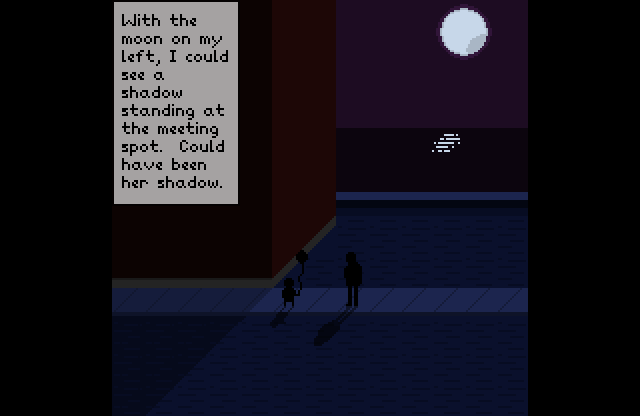 With the
moon on my
left, I could
see a
shadow
standing at
the meeting
spot.  Could
have been
her shadow.